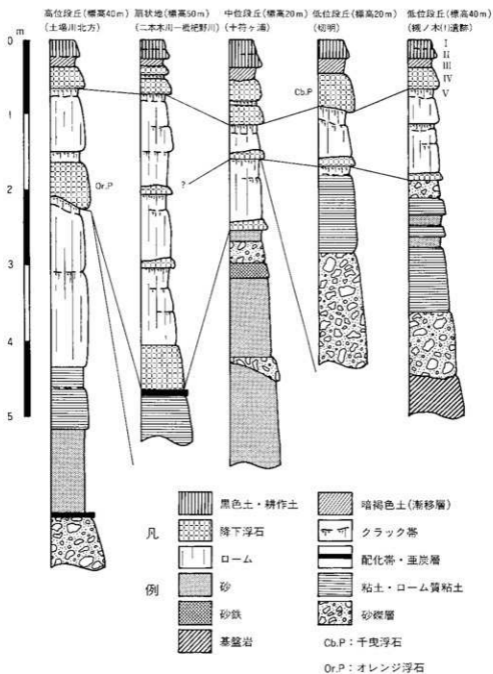 高位段丘(標高40m)
(土場川北方)
扇状地(標高50m)
(二本木川一枇杷野川)
中位段丘(標高20m)
(十符ヶ浦)
低位段丘(標高20m)
(切明)
低位段丘(標高40m)
(槻ノ木(1)遺跡)
m
0
1
2
3
4
5
I
II
III
IV
V
Cb.P
Or.P
?
凡
例
黒色土・耕作土
降下浮石
ローム
砂
砂鉄
基盤岩
暗褐色土(漸移層)
クラック帯
配化帯・亜炭層
粘土・ローム質粘土
砂礫層
Cb.P：千曳浮石
Or.P：オレンジ浮石